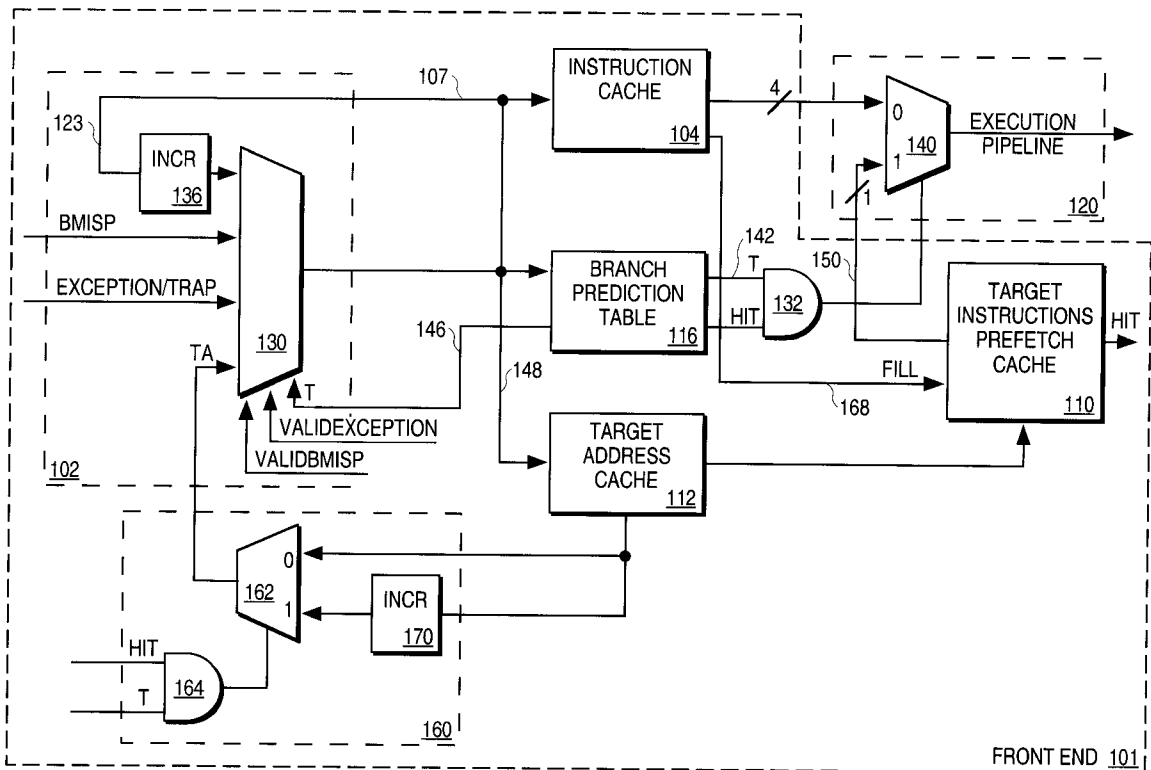 107
INSTRUCTION
CACHE
104
4
0
1
140
EXECUTION
PIPELINE
1
120
123
INCR
136
BMISP
EXCEPTION/TRAP
TA
130
T
VALIDEXCEPTION
VALIDBMISP
102
146
148
BRANCH
PREDICTION
TABLE
116
142
T
HIT
132
150
TARGET
INSTRUCTIONS
PREFETCH
CACHE
110
HIT
FILL
168
TARGET
ADDRESS
CACHE
112
162
0
1
INCR
170
HIT
T
164
160
FRONT END 101